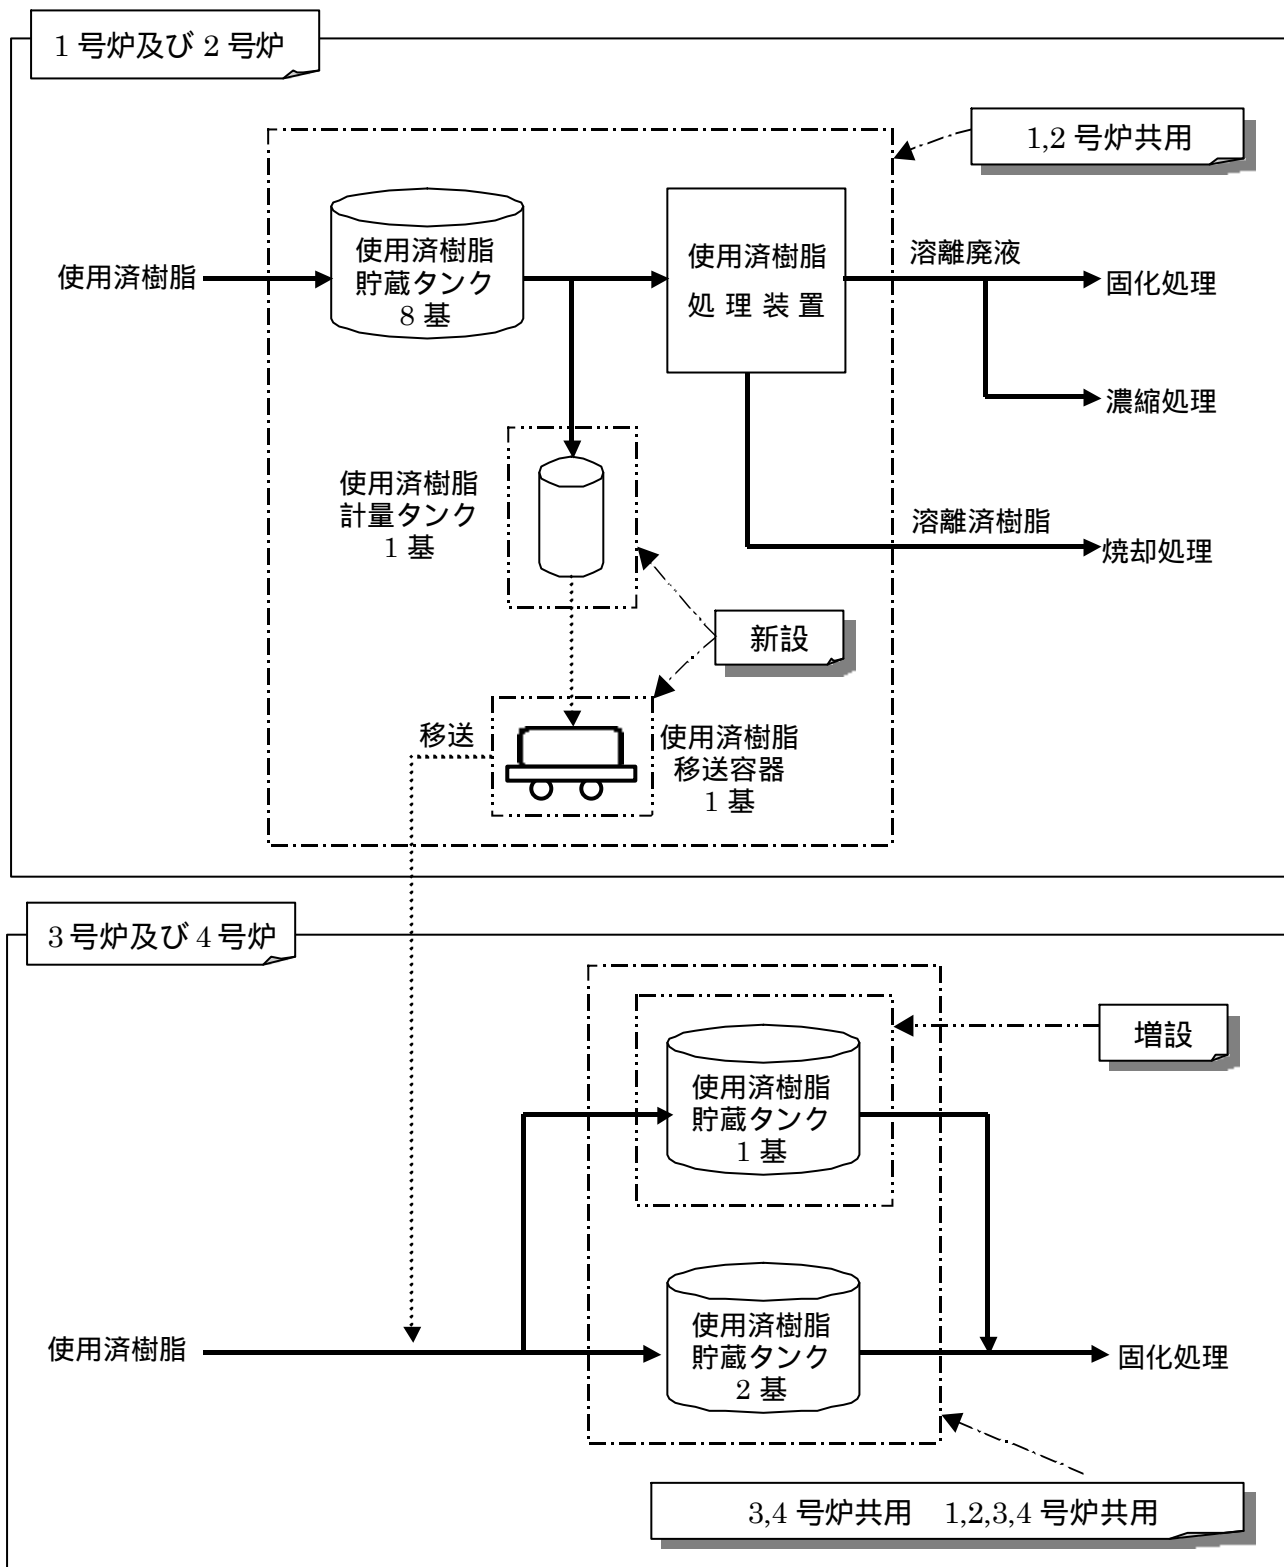 1 号炉及び 2 号炉
1,2 号炉共用
使用済樹脂
使用済樹脂
貯蔵タンク
8 基
使用済樹脂
処 理 装 置
溶離廃液
固化処理
濃縮処理
使用済樹脂
計量タンク
1 基
溶離済樹脂
焼却処理
新設
移送
使用済樹脂
移送容器
1 基
3 号炉及び 4 号炉
増設
使用済樹脂
貯蔵タンク
1 基
使用済樹脂
使用済樹脂
貯蔵タンク
2 基
固化処理
3,4 号炉共用 1,2,3,4 号炉共用